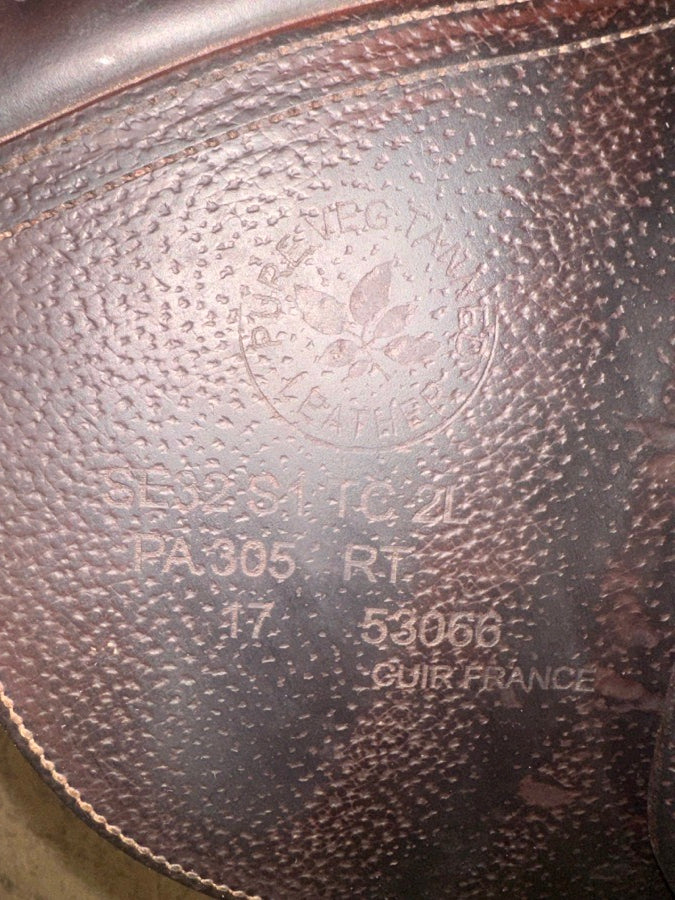 PURE VEG TANNED
LEATHER
SE32 S1 TC 2L
PA 305 RT
17 53066
CUIR FRANCE